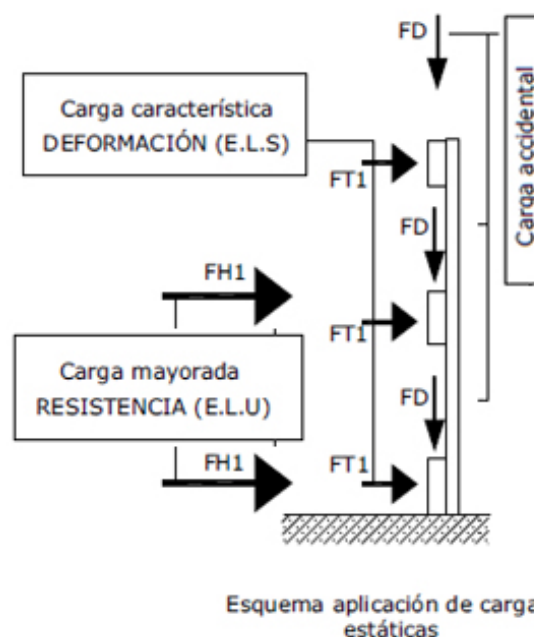 FD
Carga accidental
Carga característica
DEFORMACIÓN (E.L.S)
FT1
FD
FH1
FT1
Carga mayorada
RESISTENCIA (E.L.U)
FD
FH1
FT1
Esquema aplicación de carga
estáticas